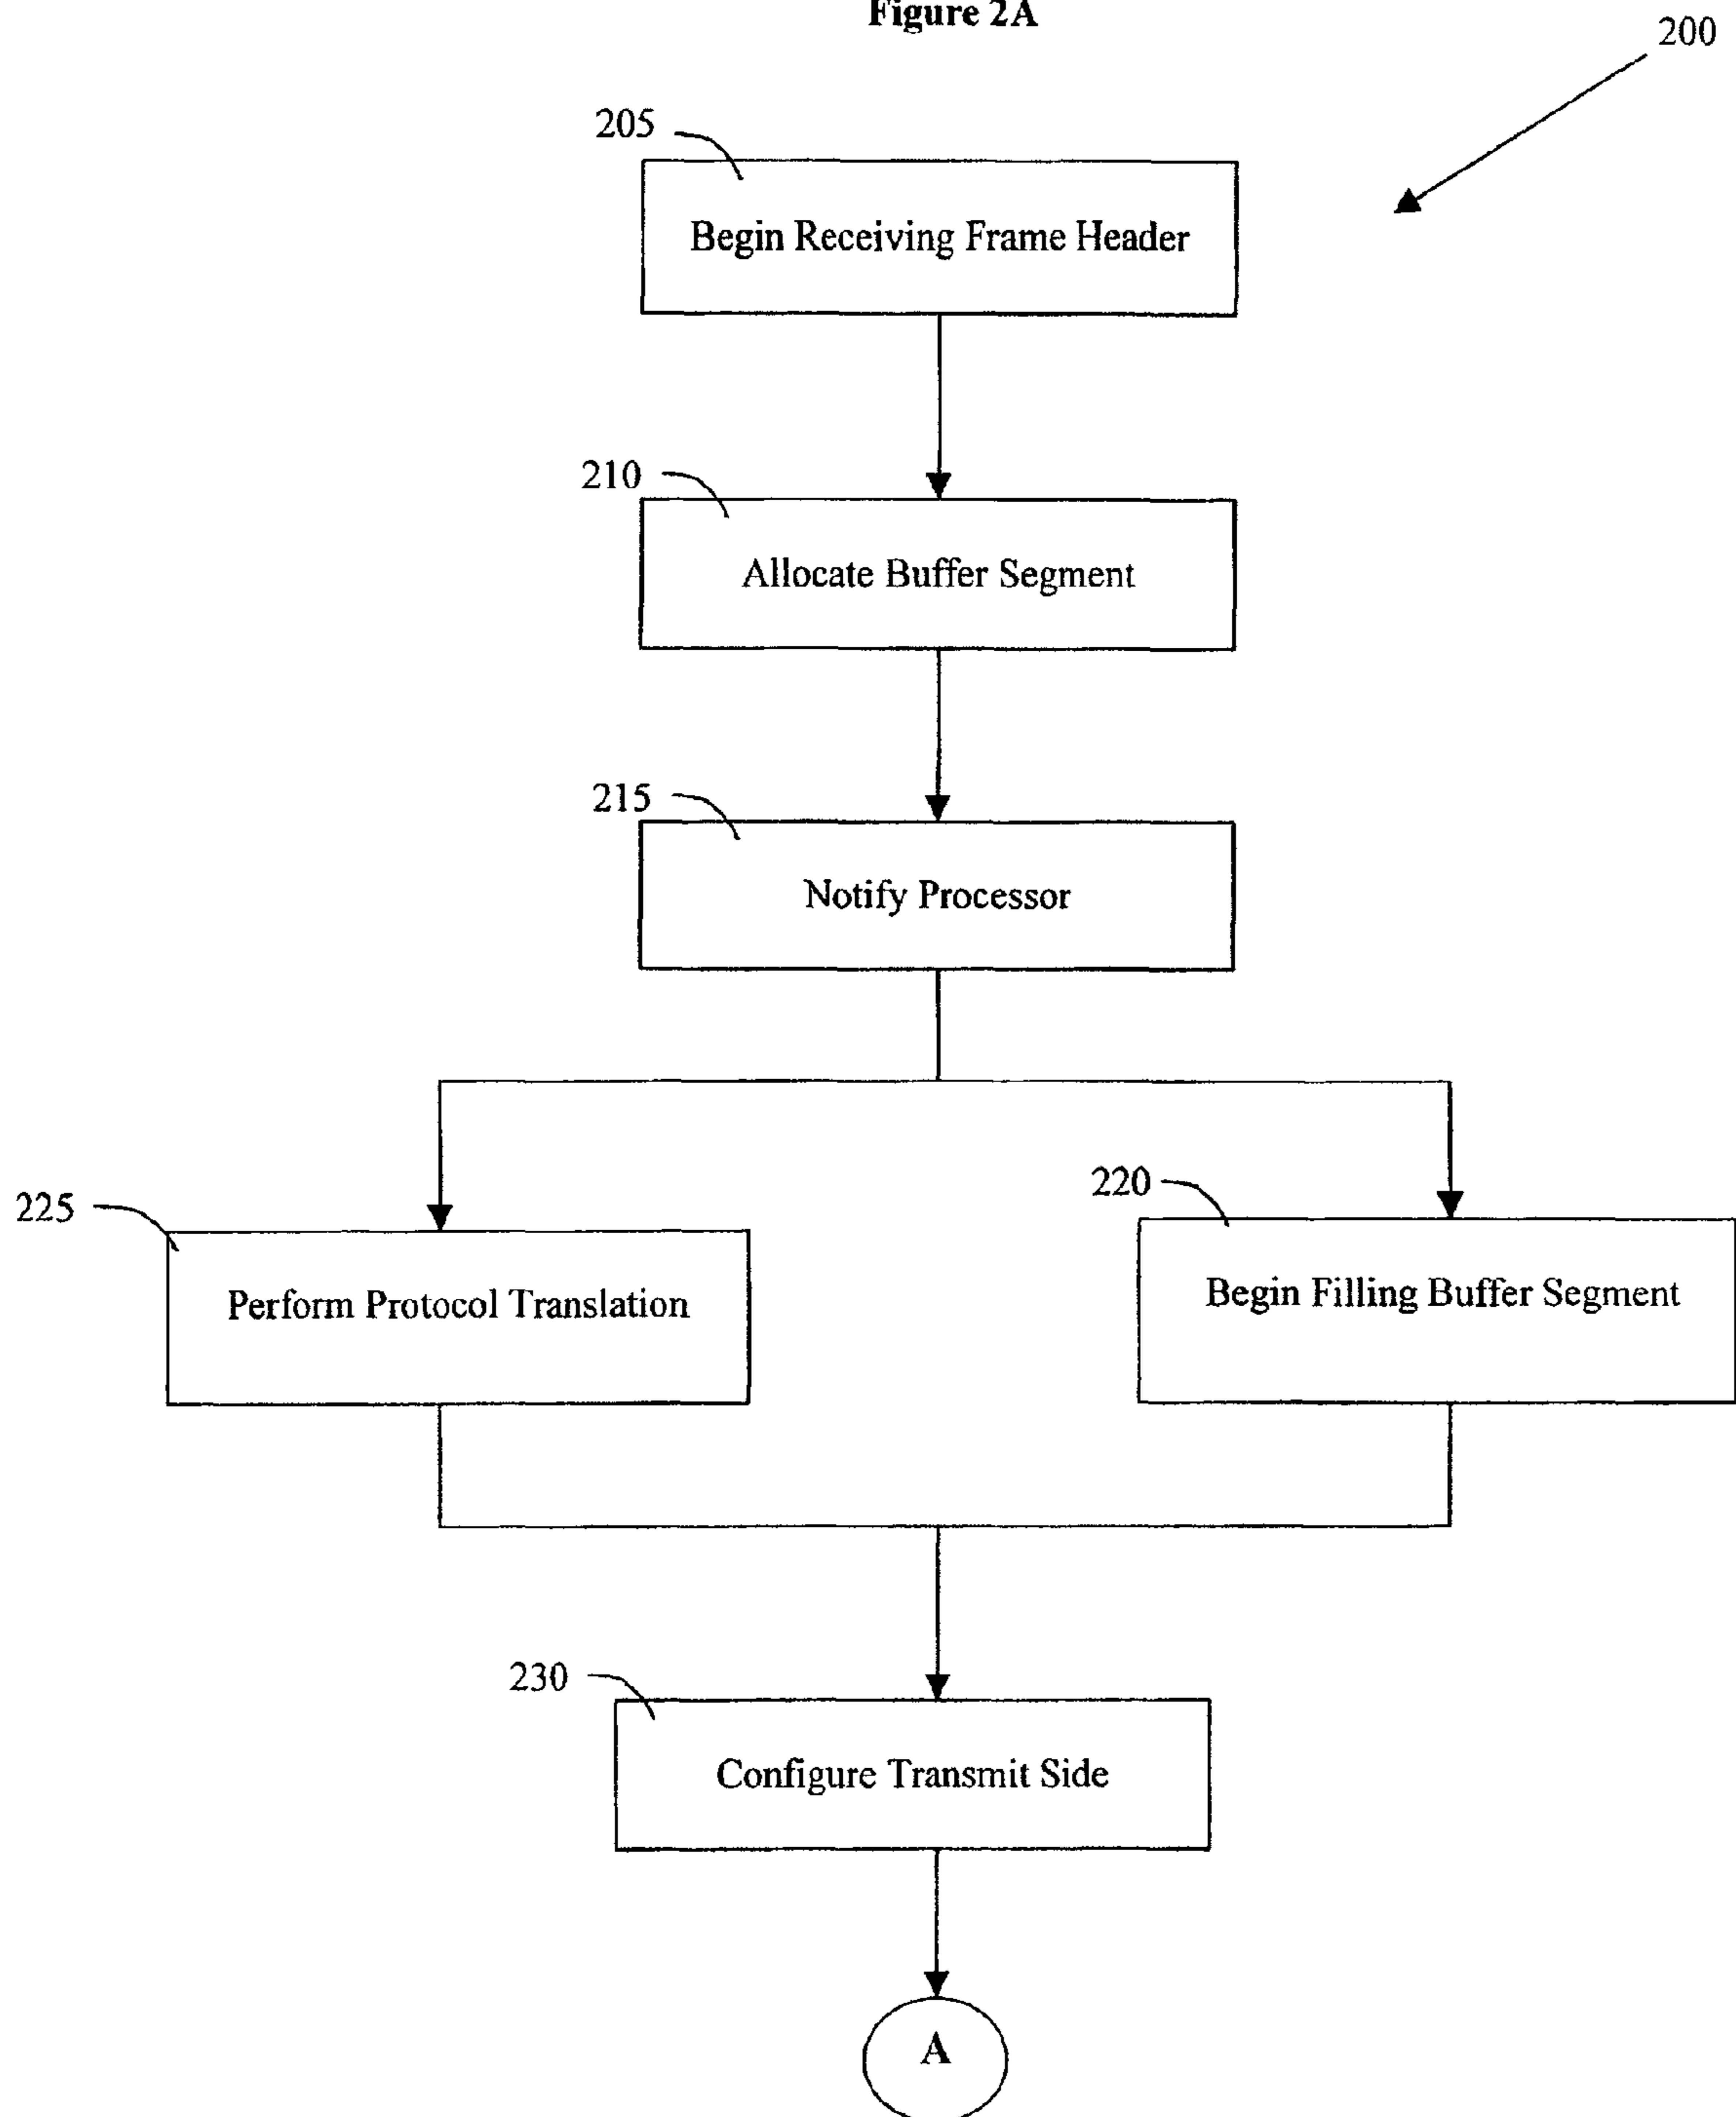 Figure 2A
200
205
Begin Receiving Frame Header
210
Allocate Buffer Segment
215
Notify Processor
225
220
Perform Protocol Translation
Begin Filling Buffer Segment
230
Configure Transmit Side
A